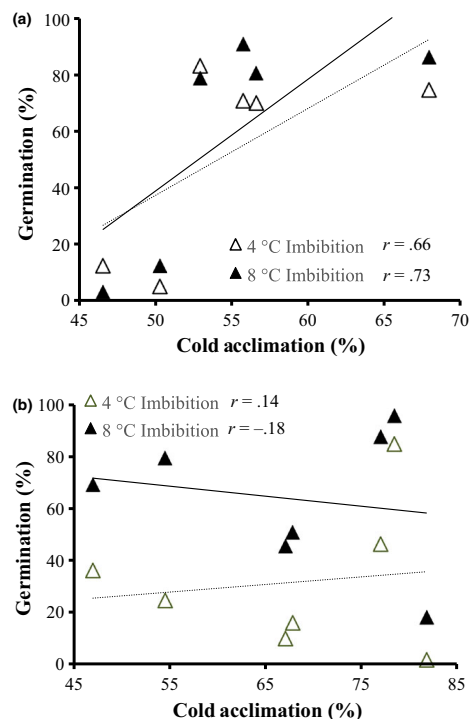 (a)
100
80
60
40
20
0
Germination (%)
4 °C Imbibition r = .66
8 °C Imbibition r = .73
45 50 55 60 65 70
Cold acclimation (%)
(b)
4 °C Imbibition r = .14
8 °C Imbibition r = –.18
100
80
60
40
20
0
Germination (%)
45 55 65 75 85
Cold acclimation (%)